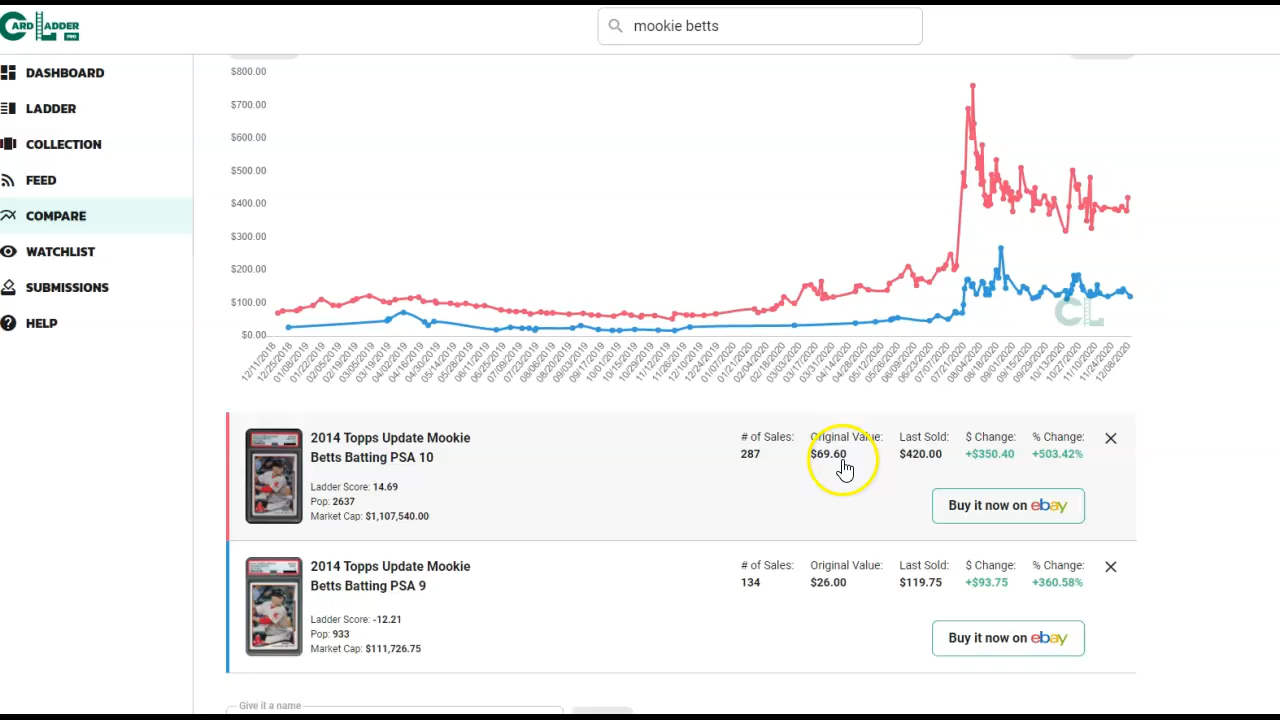 CARD LADDER PRO
mookie betts
DASHBOARD
LADDER
COLLECTION
FEED
COMPARE
WATCHLIST
SUBMISSIONS
HELP
$800.00
$700.00
$600.00
$500.00
$400.00
$300.00
$200.00
$100.00
$0.00
12/11/2018
12/25/2018
01/08/2019
01/22/2019
02/05/2019
02/19/2019
03/05/2019
03/19/2019
04/02/2019
04/16/2019
04/30/2019
05/14/2019
05/28/2019
06/11/2019
06/25/2019
07/09/2019
07/23/2019
08/06/2019
08/20/2019
09/03/2019
09/17/2019
10/01/2019
10/15/2019
10/29/2019
11/12/2019
11/26/2019
12/10/2019
12/24/2019
01/07/2020
01/21/2020
02/04/2020
02/18/2020
03/03/2020
03/17/2020
03/31/2020
04/14/2020
04/28/2020
05/12/2020
05/26/2020
06/09/2020
06/23/2020
07/07/2020
07/21/2020
08/04/2020
08/18/2020
09/01/2020
09/15/2020
09/29/2020
10/13/2020
10/27/2020
11/10/2020
11/24/2020
12/08/2020
CL
2014 Topps Update Mookie
Betts Batting PSA 10
Ladder Score: 14.69
Pop: 2637
Market Cap: $1,107,540.00
# of Sales: Original Value: Last Sold: $ Change: % Change:
287 $69.60 $420.00 +$350.40 +503.42%
Buy it now on ebay
2014 Topps Update Mookie
Betts Batting PSA 9
Ladder Score: -12.21
Pop: 933
Market Cap: $111,726.75
# of Sales: Original Value: Last Sold: $ Change: % Change:
134 $26.00 $119.75 +$93.75 +360.58%
Buy it now on ebay
Give it a name